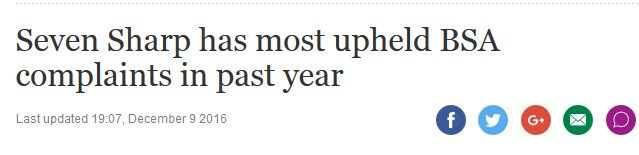 Seven Sharp has most upheld BSA
complaints in past year
Last updated 19:07, December 9 2016
f
G+